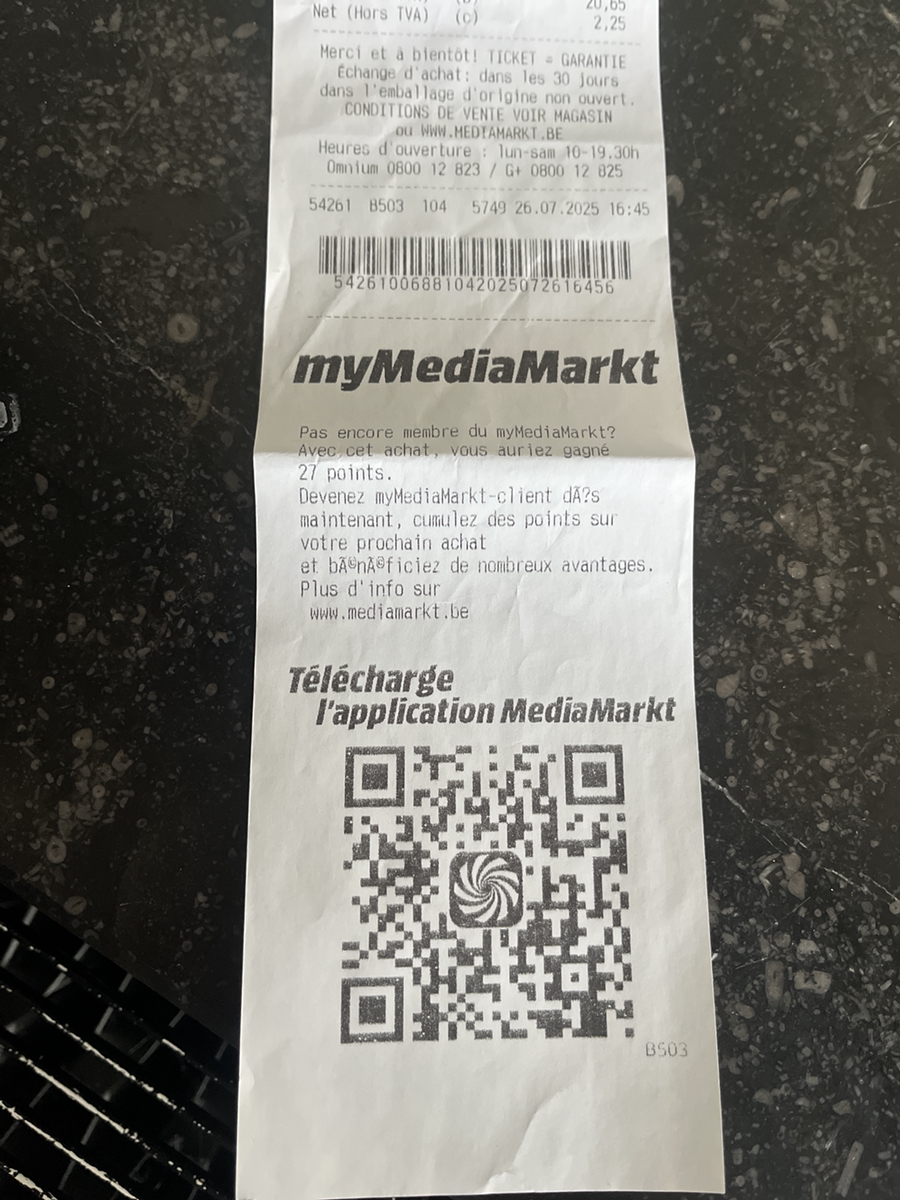 20,65
Net (Hors TVA) (c) 2,25
Merci et à bientôt! TICKET = GARANTIE
Échange d'achat: dans les 30 jours
dans l'emballage d'origine non ouvert.
CONDITIONS DE VENTE VOIR MAGASIN
ou WWW.MEDIAMARKT.BE
Heures d'ouverture : lun-sam 10-19.30h
Omnium 0800 12 823 / G+ 0800 12 825
54261 B503 104 5749 26.07.2025 16:45
5426100688104202507261 6456
myMediaMarkt
Pas encore membre du myMediaMarkt?
Avec cet achat, vous auriez gagné
27 points.
Devenez myMediaMarkt-client dÃ?s
maintenant, cumulez des points sur
votre prochain achat
et bÃ©nÃ©ficiez de nombreux avantages.
Plus d'info sur
www.mediamarkt.be
Télécharge
l'application MediaMarkt
B503